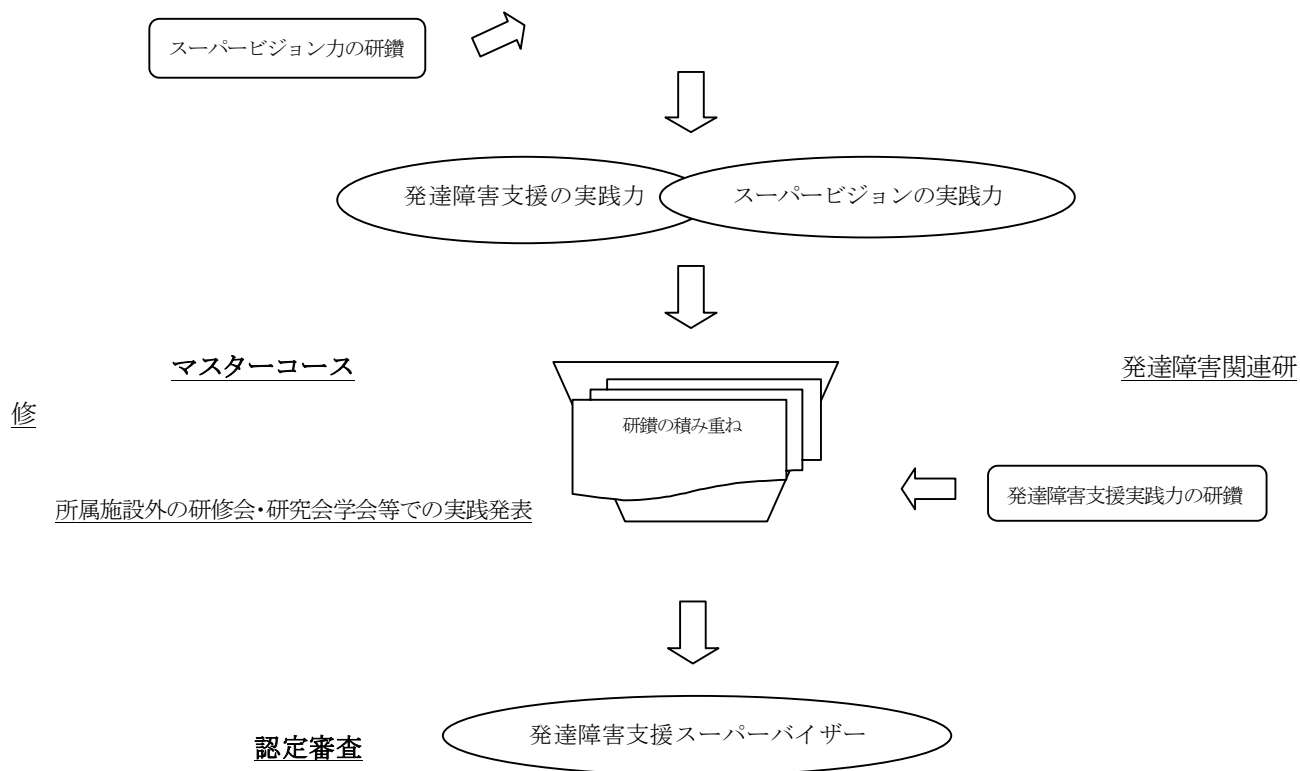 スーパービジョン力の研鑽
発達障害支援の実践力
スーパービジョンの実践力
マスターコース
発達障害関連研
修
研鑽の積み重ね
所属施設外の研修会・研究会学会等での実践発表
発達障害支援実践力の研鑽
認定審査
発達障害支援スーパーバイザー